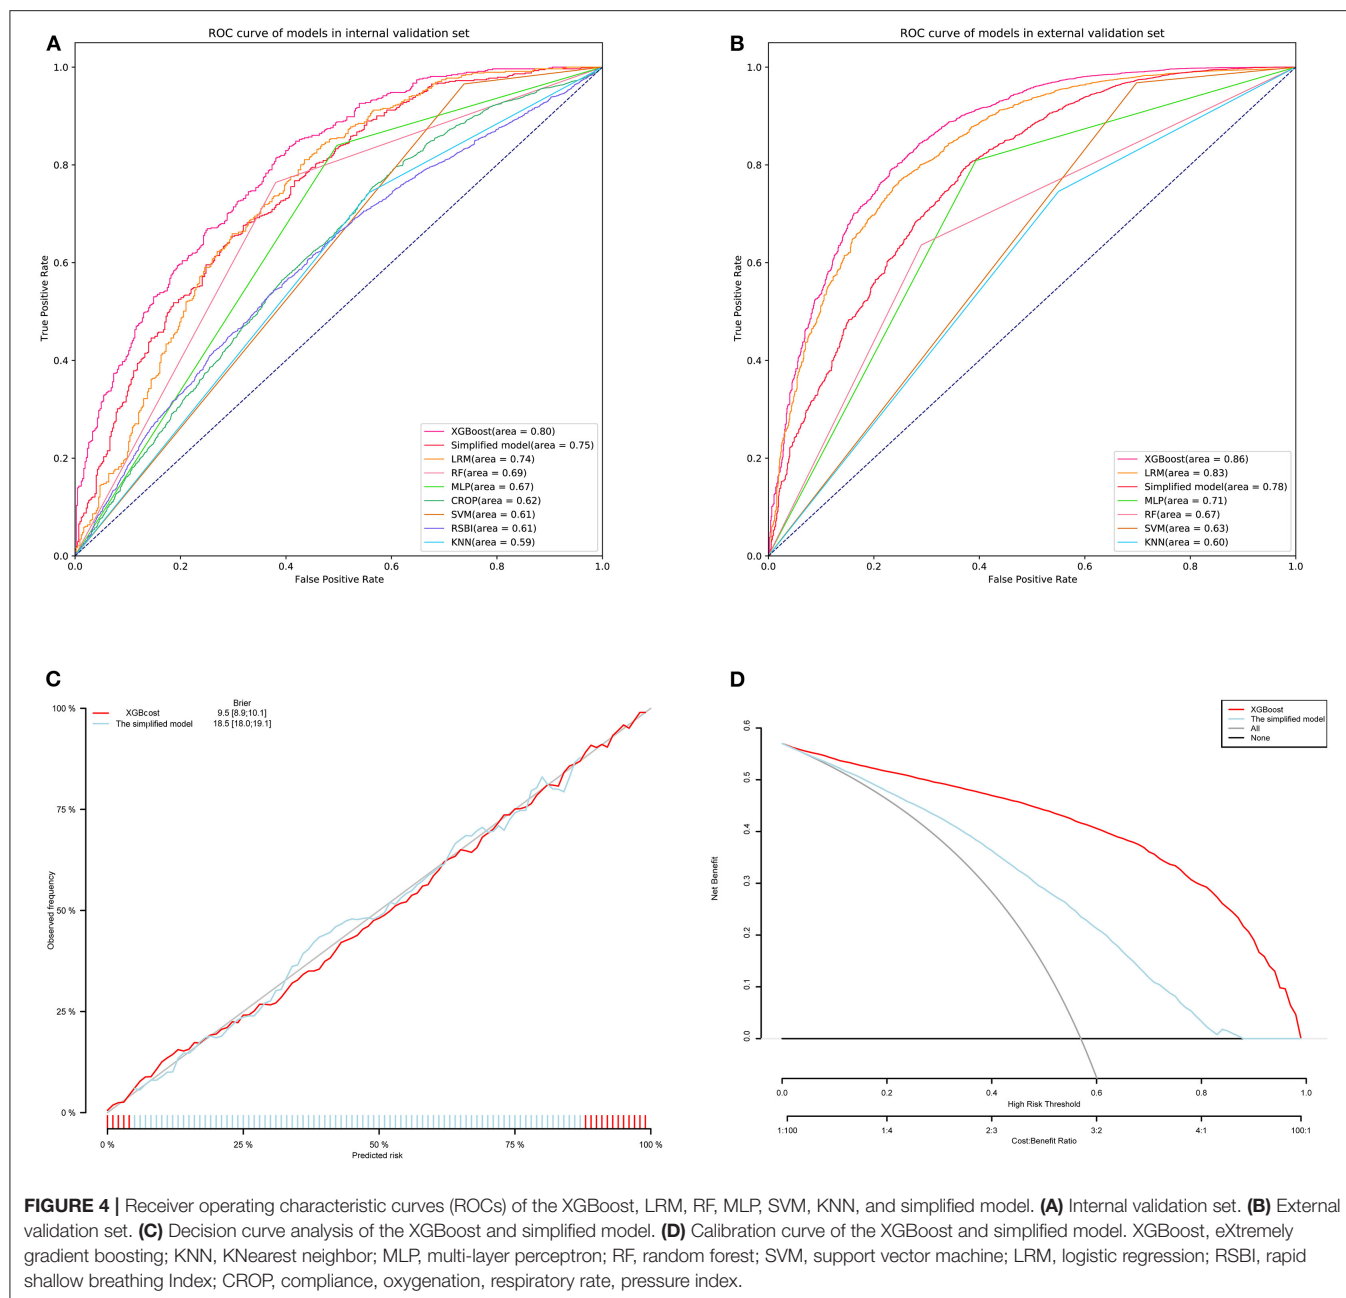 A
ROC curve of models in internal validation set
1.0
0.8
0.6
0.4
0.2
0.0
True Positive Rate
XGBoost(area = 0.80)
Simplified model(area = 0.75)
LRM(area = 0.74)
RF(area = 0.69)
MLP(area = 0.67)
CROP(area = 0.62)
SVM(area = 0.61)
RSBI(area = 0.61)
KNN(area = 0.59)
0.0 0.2 0.4 0.6 0.8 1.0
False Positive Rate
B
ROC curve of models in external validation set
1.0
0.8
0.6
0.4
0.2
0.0
True Positive Rate
XGBoost(area = 0.86)
LRM(area = 0.83)
Simplified model(area = 0.78)
MLP(area = 0.71)
RF(area = 0.67)
SVM(area = 0.63)
KNN(area = 0.60)
0.0 0.2 0.4 0.6 0.8 1.0
False Positive Rate
C
Brier
XGBcost 9.5 [8.9;10.1]
The simplified model 18.5 [18.0;19.1]
100 %
75 %
50 %
25 %
0 %
Observed frequency
0 % 25 % 50 % 75 % 100 %
Predicted risk
D
XGBoost
The simplified model
All
None
0.6
0.5
0.4
0.3
0.2
0.1
0.0
Net Benefit
0.0 0.2 0.4 0.6 0.8 1.0
High Risk Threshold
1:100 1:4 2:3 3:2 4:1 100:1
Cost:Benefit Ratio
FIGURE 4 | Receiver operating characteristic curves (ROCs) of the XGBoost, LRM, RF, MLP, SVM, KNN, and simplified model. (A) Internal validation set. (B) External
validation set. (C) Decision curve analysis of the XGBoost and simplified model. (D) Calibration curve of the XGBoost and simplified model. XGBoost, eXtremely
gradient boosting; KNN, KNearest neighbor; MLP, multi-layer perceptron; RF, random forest; SVM, support vector machine; LRM, logistic regression; RSBI, rapid
shallow breathing Index; CROP, compliance, oxygenation, respiratory rate, pressure index.